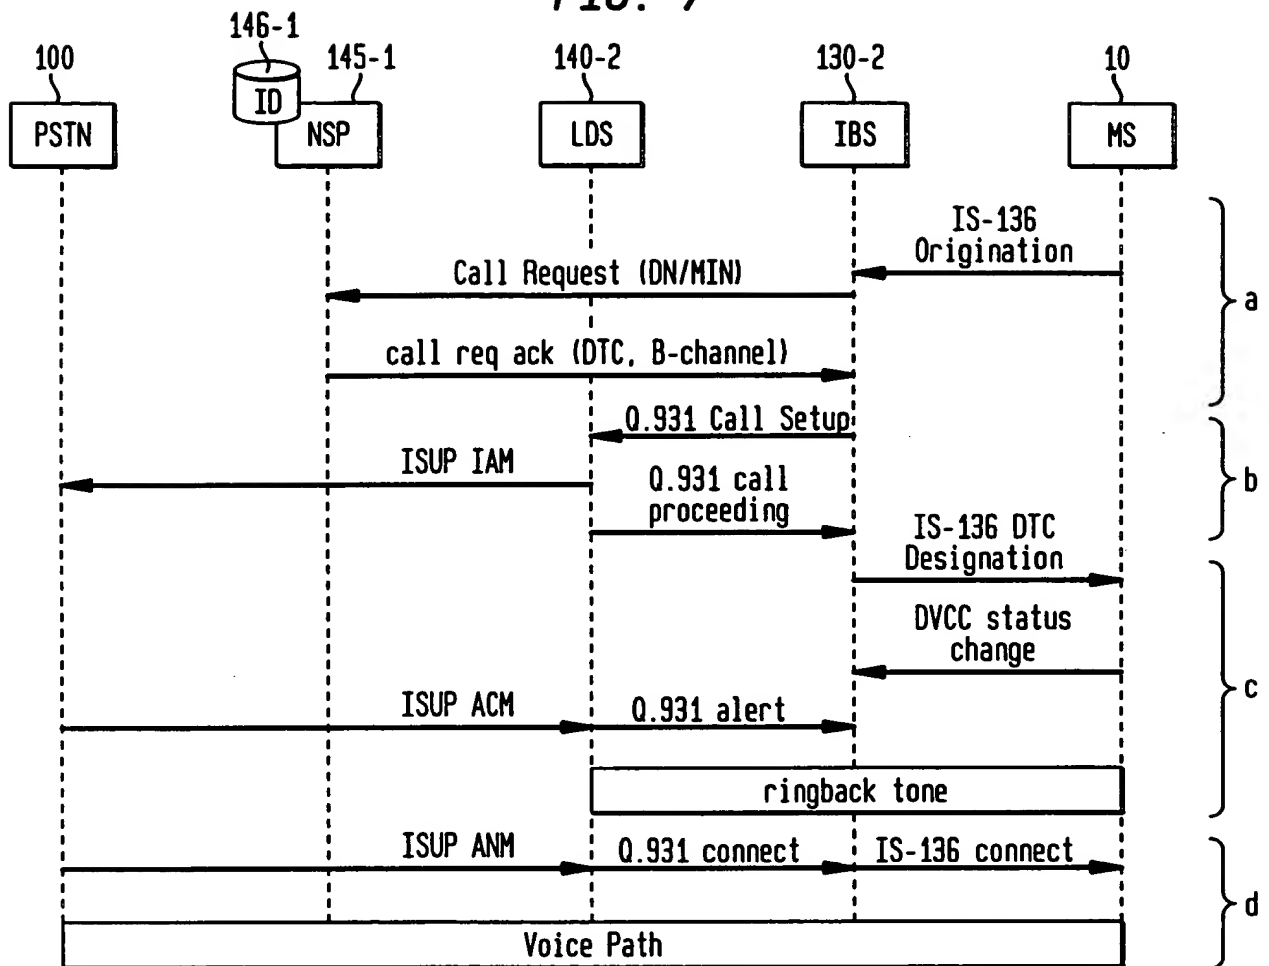 146-1
100
145-1
140-2
130-2
10
ID
PSTN
NSP
LDS
IBS
MS
IS-136
Origination
Call Request (DN/MIN)
a
call req ack (DTC, B-channel)
Q.931 Call Setup
ISUP IAM
Q.931 call
proceeding
b
IS-136 DTC
Designation
DVCC status
change
c
ISUP ACM
Q.931 alert
ringback tone
ISUP ANM
Q.931 connect
IS-136 connect
d
Voice Path